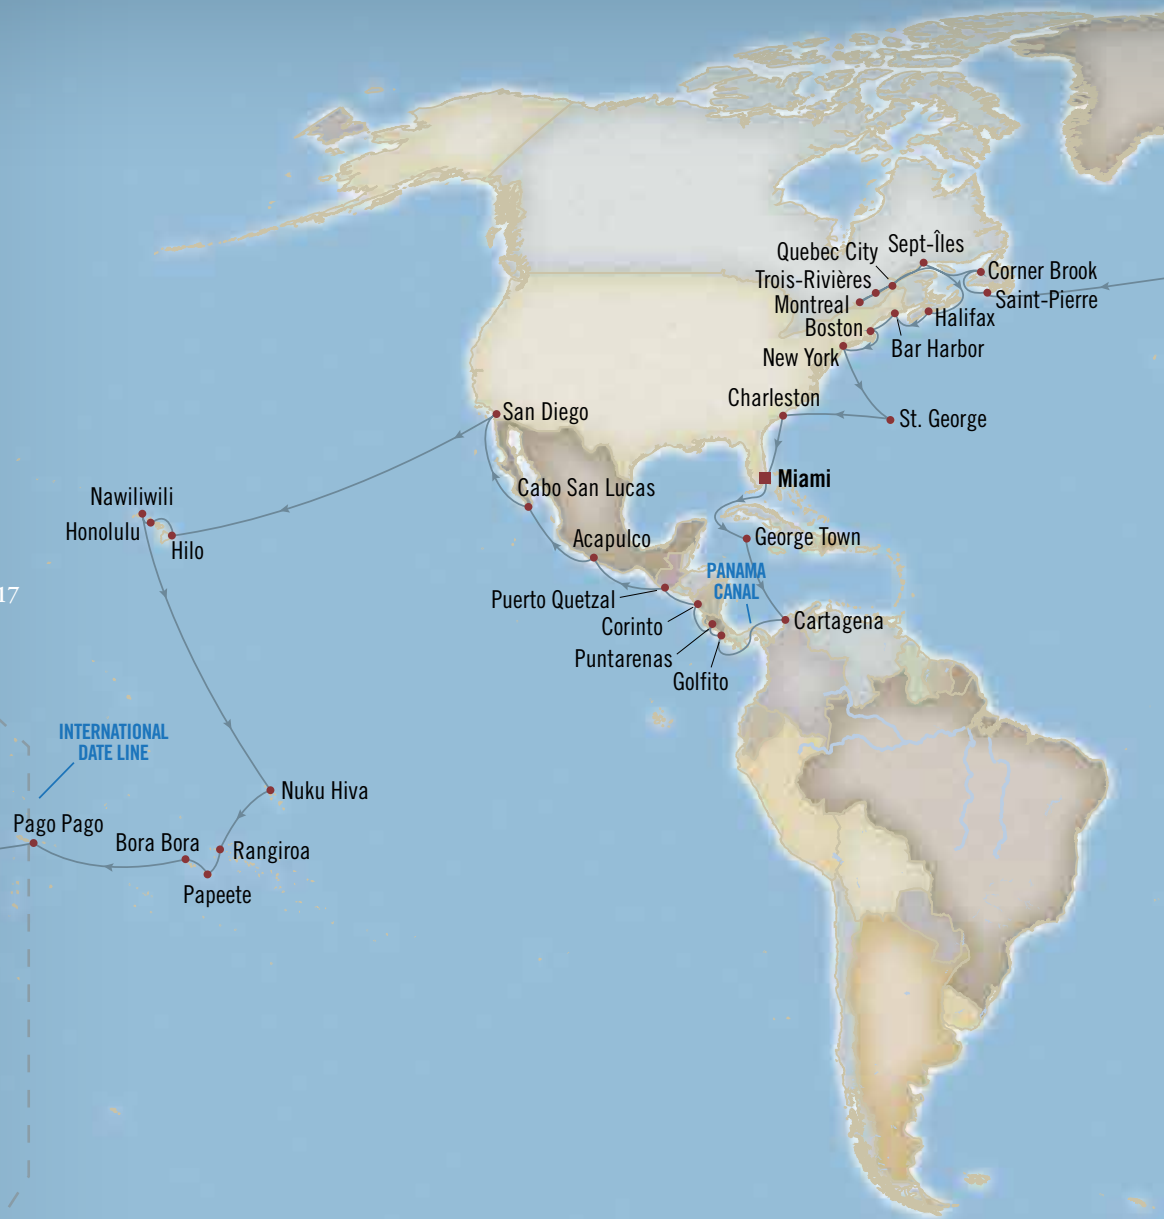 Sept-Îles
Quebec City
Trois-Rivières
Montreal
Corner Brook
Saint-Pierre
Halifax
Boston
Bar Harbor
New York
Charleston
St. George
San Diego
Miami
Cabo San Lucas
Nawiliwili
Honolulu
Hilo
Acapulco
George Town
PANAMA
CANAL
17
Puerto Quetzal
Corinto
Cartagena
Puntarenas
Golfito
INTERNATIONAL
DATE LINE
Nuku Hiva
Pago Pago
Bora Bora
Rangiroa
Papeete